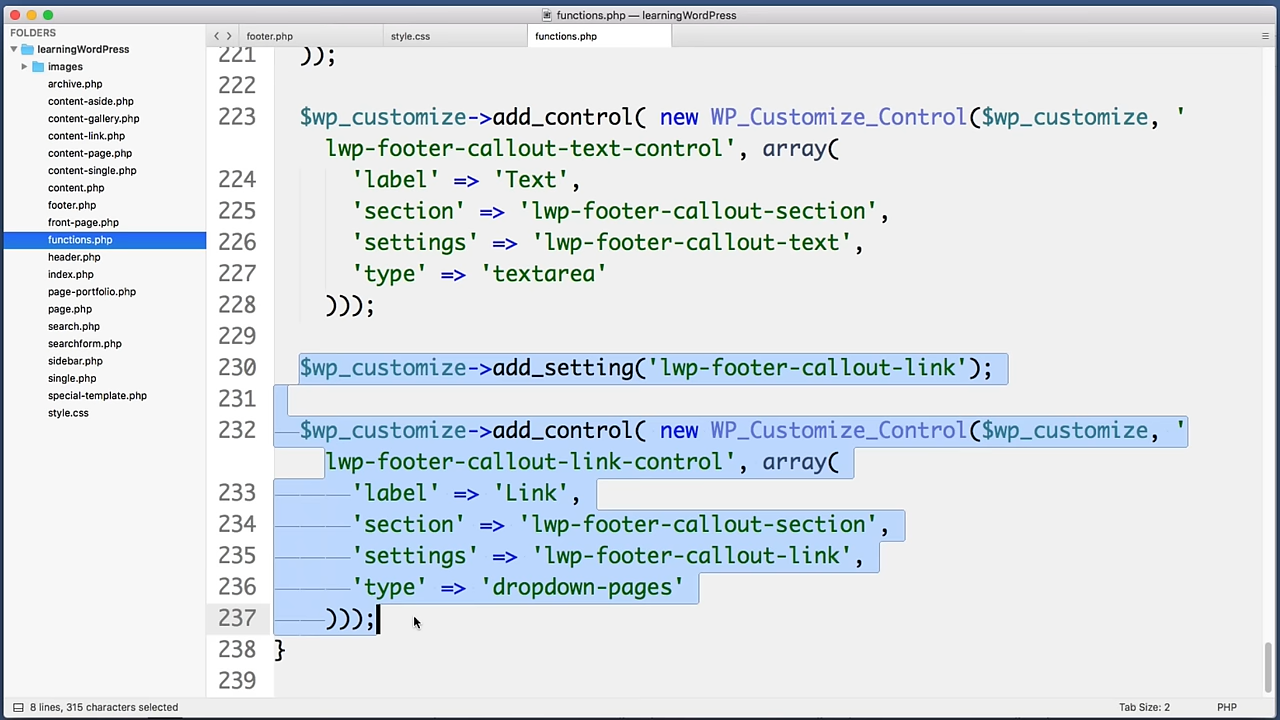 functions.php — learningWordPress
FOLDERS
learningWordPress
images
archive.php
content-aside.php
content-gallery.php
content-link.php
content-page.php
content-single.php
content.php
footer.php
front-page.php
functions.php
header.php
index.php
page-portfolio.php
page.php
search.php
searchform.php
sidebar.php
single.php
special-template.php
style.css
footer.php
style.css
functions.php
221 ));
222
223 $wp_customize->add_control( new WP_Customize_Control($wp_customize, '
lwp-footer-callout-text-control', array(
224 'label' => 'Text',
225 'section' => 'lwp-footer-callout-section',
226 'settings' => 'lwp-footer-callout-text',
227 'type' => 'textarea'
228 )));
229
230 $wp_customize->add_setting('lwp-footer-callout-link');
231
232 $wp_customize->add_control( new WP_Customize_Control($wp_customize, '
lwp-footer-callout-link-control', array(
233 'label' => 'Link',
234 'section' => 'lwp-footer-callout-section',
235 'settings' => 'lwp-footer-callout-link',
236 'type' => 'dropdown-pages'
237 )));
238 }
239
8 lines, 315 characters selected
Tab Size: 2
PHP